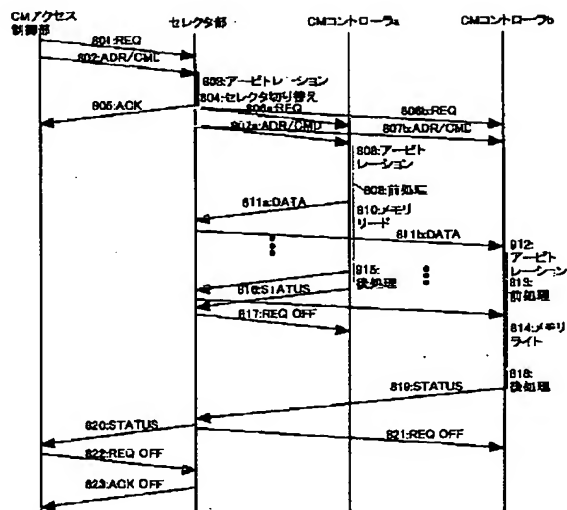 CMアクセス
制御部
セレクタ部
CMコントローラa
CMコントローラb
801:REQ
802:ADR/CMD
803:アービトレーション
804:セレクタ切り替え
805:ACK
806a:REQ
806b:REQ
807a:ADR/CMD
807b:ADR/CMD
808:アービト
レーション
809:前処理
810:メモリ
リード
811a:DATA
811b:DATA
812:
アービト
レーション
813:
前処理
814:メモリ
ライト
815:
後処理
816:STATUS
817:REQ OFF
818:
後処理
819:STATUS
820:STATUS
821:REQ OFF
822:REQ OFF
823:ACK OFF